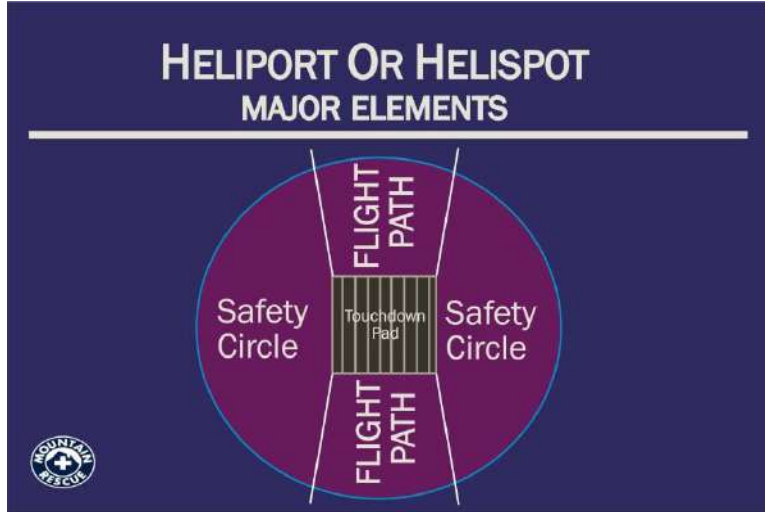 HELIPORT OR HELISPOT
MAJOR ELEMENTS
FLIGHT
PATH
Safety
Circle
Touchdown
Pad
Safety
Circle
FLIGHT
PATH
MOUNTAIN
RESCUE